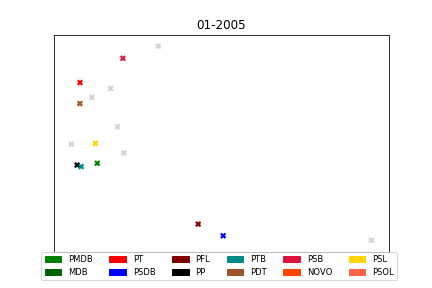 01-2005
PMDB PT PFL PTB PSB PSL
MDB PSDB PP PDT NOVO PSOL